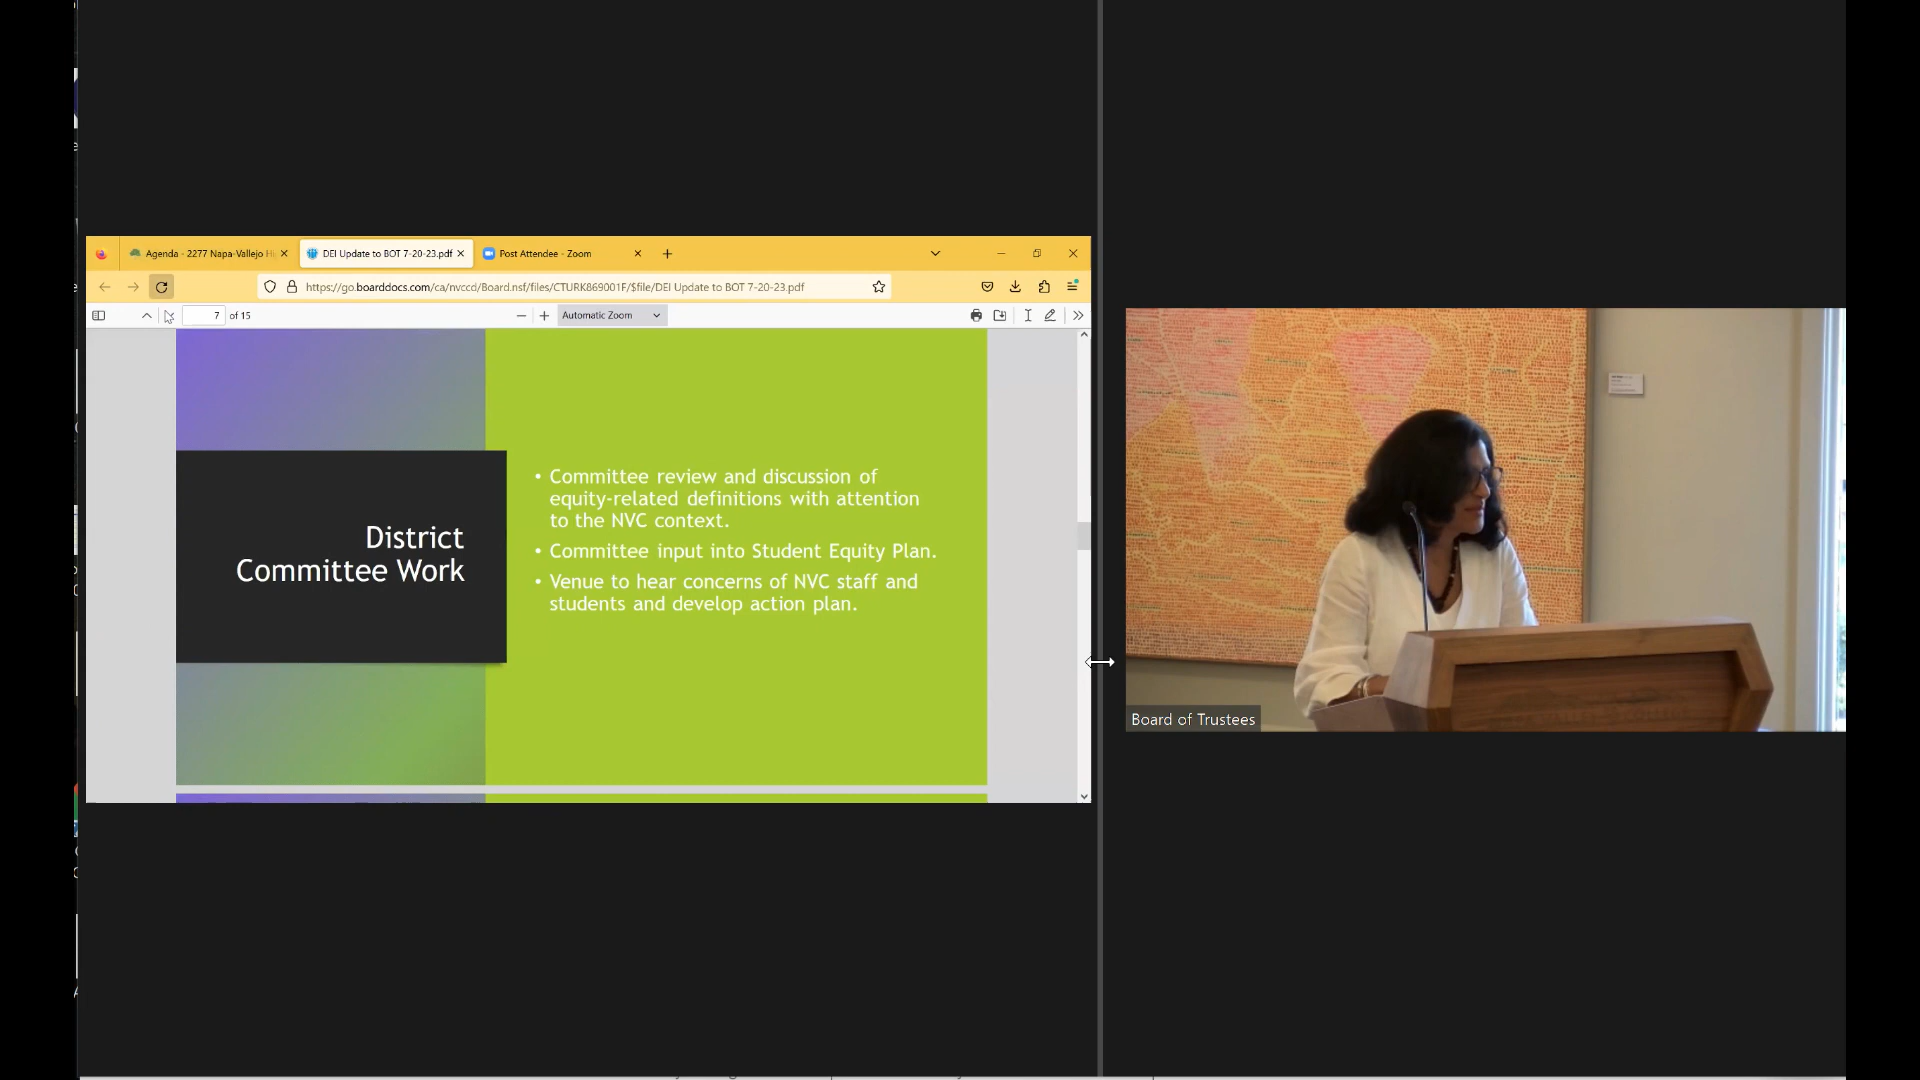 Agenda - 2277 Napa-Vallejo Hi
DEI Update to BOT 7-20-23.pdf
Post Attendee - Zoom
https://go.boarddocs.com/ca/nvccd/Board.nsf/files/CTURK869001F/$file/DEI Update to BOT 7-20-23.pdf
7 of 15
Automatic Zoom
District
Committee Work
• Committee review and discussion of
equity-related definitions with attention
to the NVC context.
• Committee input into Student Equity Plan.
• Venue to hear concerns of NVC staff and
students and develop action plan.
Board of Trustees